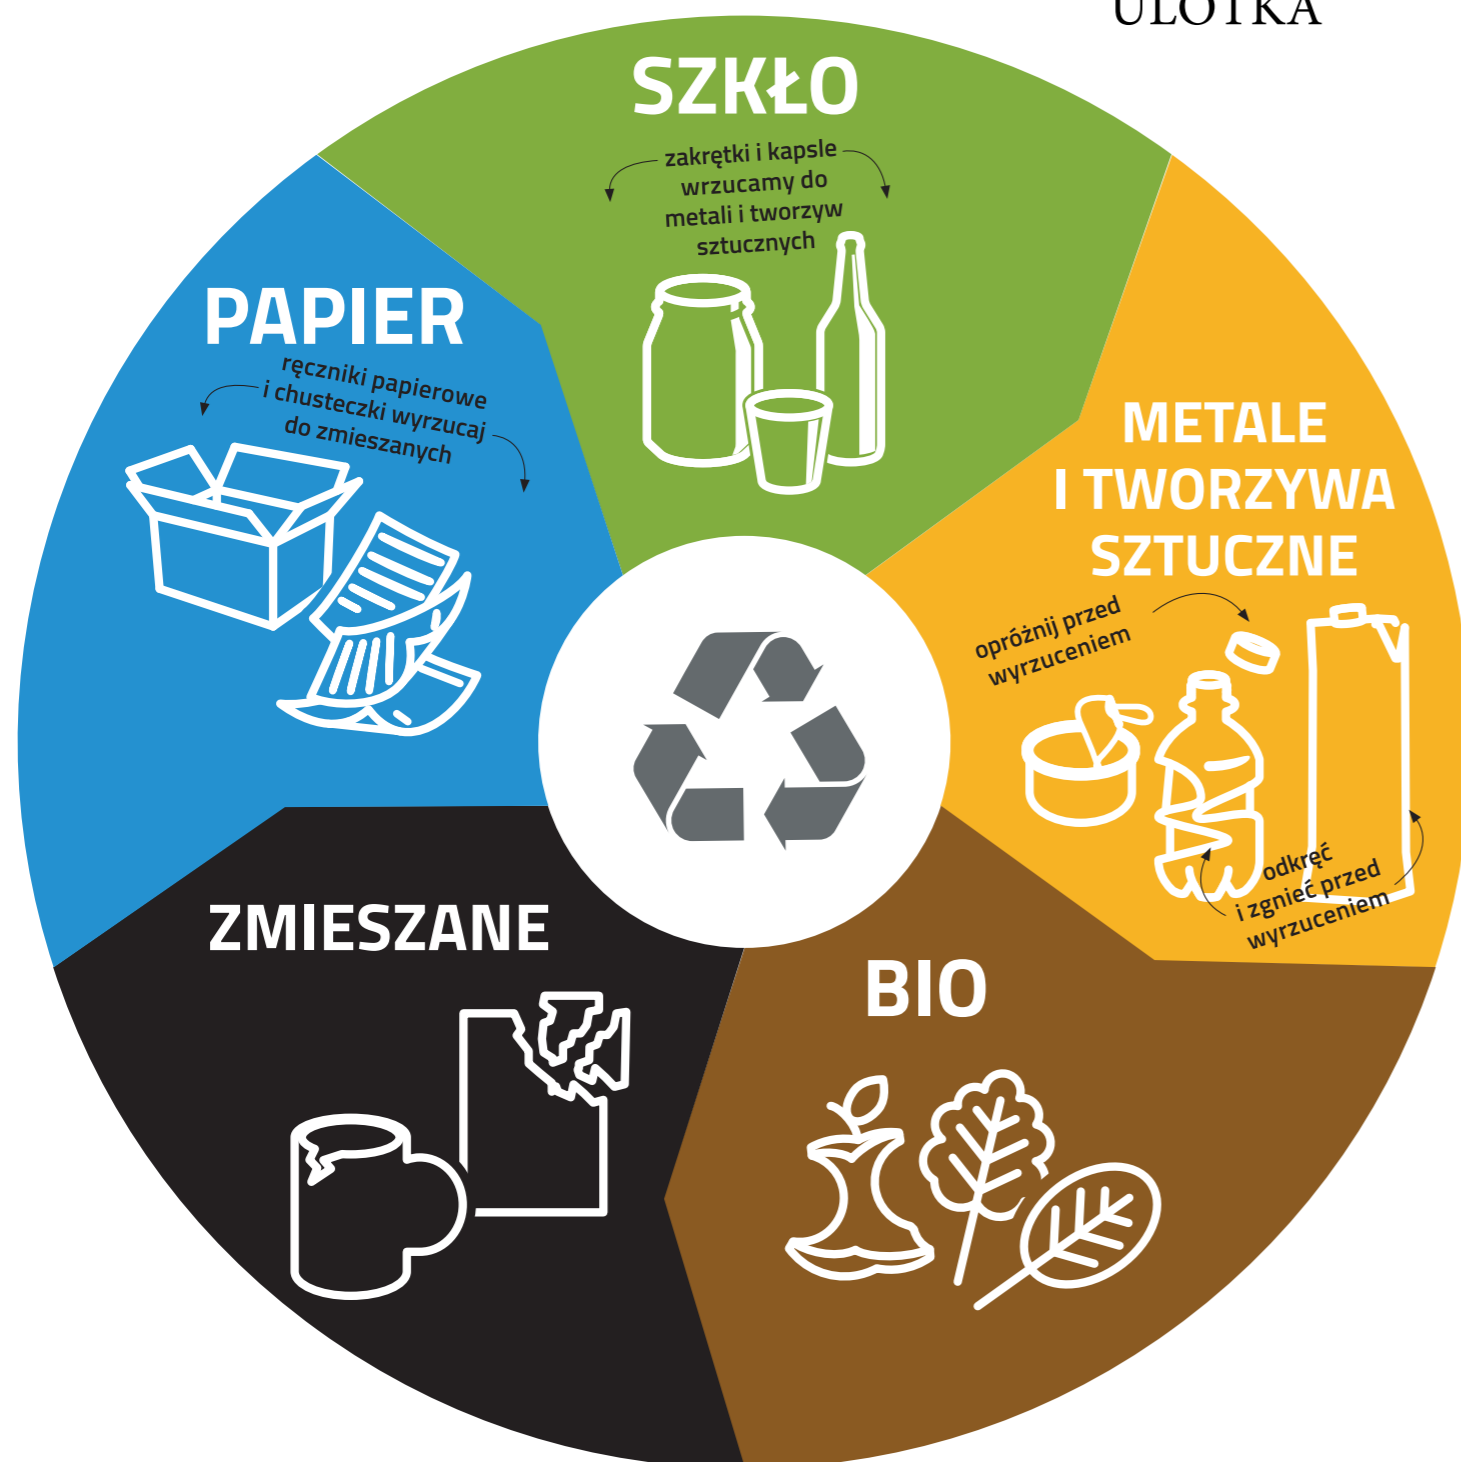 ULOTKA
SZKŁO
zakrętki i kapsle
wrzucamy do
metali i tworzyw
sztucznych
PAPIER
ręczniki papierowe
i chusteczki wyrzucaj
do zmieszanych
METALE
I TWORZYWA
SZTUCZNE
opróżnij przed
wyrzuceniem
odkręć
i zgnieć przed
wyrzuceniem
ZMIESZANE
BIO